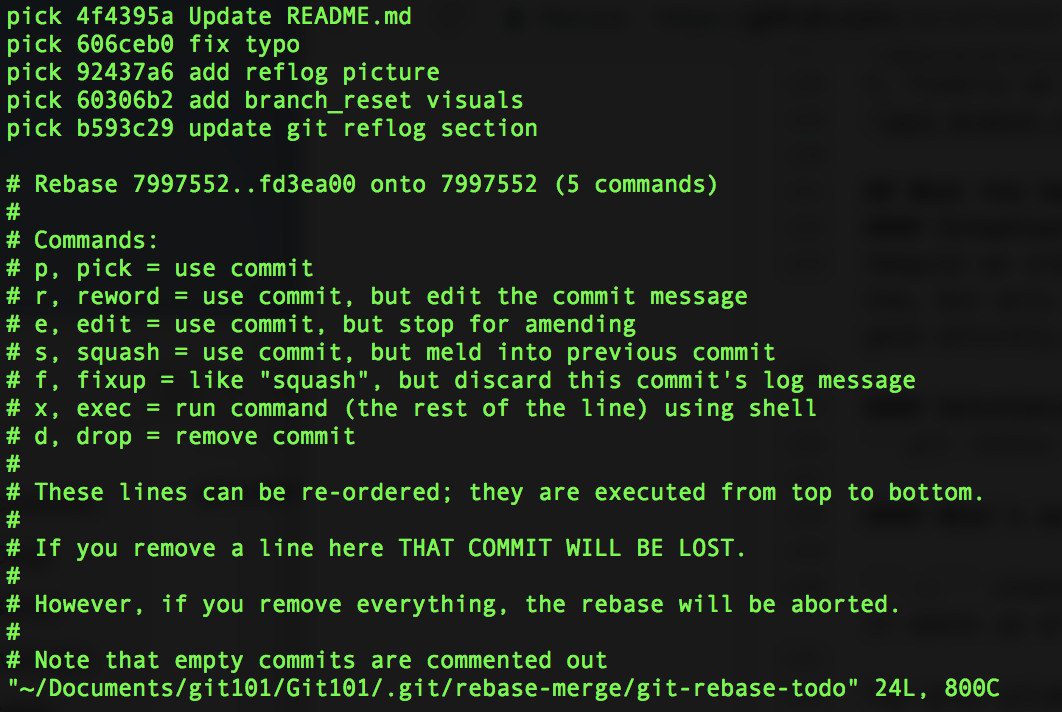 pick 4f4395a Update README.md
pick 606ceb0 fix typo
pick 92437a6 add reflog picture
pick 60306b2 add branch_reset visuals
pick b593c29 update git reflog section
# Rebase 7997552..fd3ea00 onto 7997552 (5 commands)
#
# Commands:
# p, pick = use commit
# r, reword = use commit, but edit the commit message
# e, edit = use commit, but stop for amending
# s, squash = use commit, but meld into previous commit
# f, fixup = like "squash", but discard this commit's log message
# x, exec = run command (the rest of the line) using shell
# d, drop = remove commit
#
# These lines can be re-ordered; they are executed from top to bottom.
#
# If you remove a line here THAT COMMIT WILL BE LOST.
#
# However, if you remove everything, the rebase will be aborted.
#
# Note that empty commits are commented out
"~/Documents/git101/Git101/.git/rebase-merge/git-rebase-todo" 24L, 800C